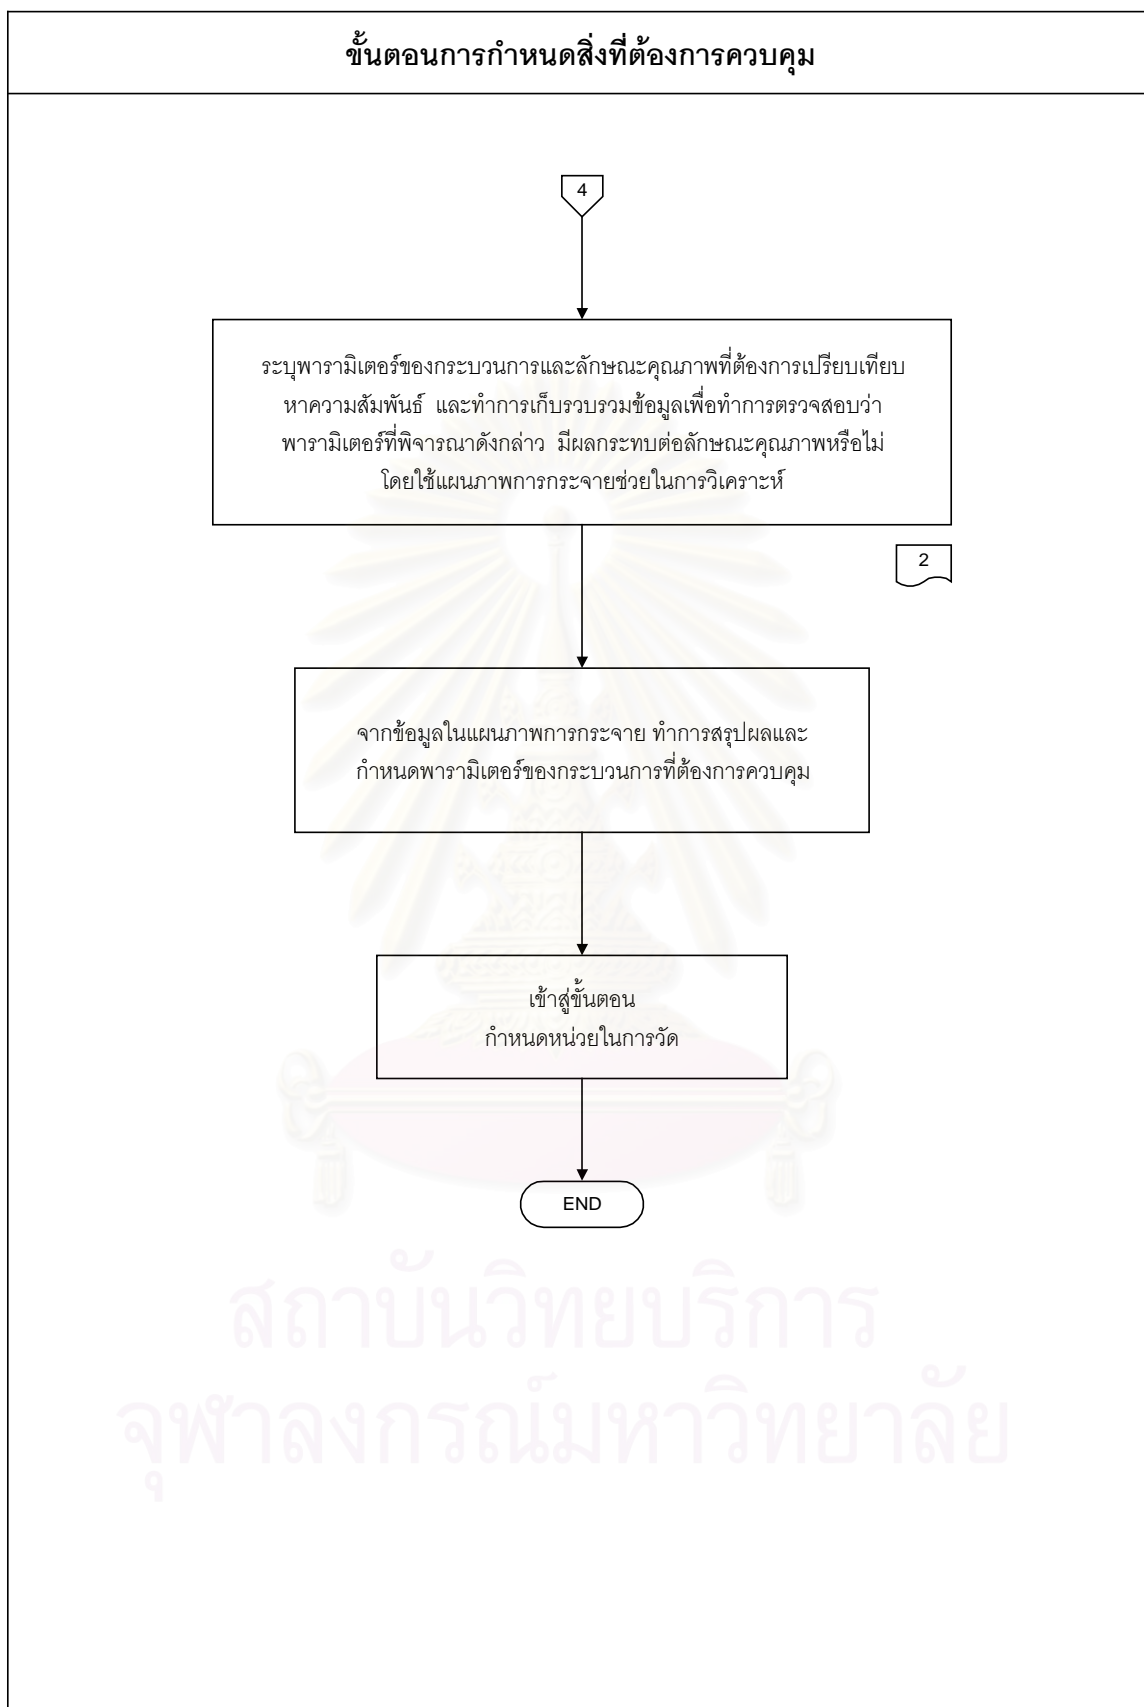 ขั้นตอนการกำหนดสิ่งที่ต้องการควบคุม
4
ระบุพารามิเตอร์ของกระบวนการและลักษณะคุณภาพที่ต้องการเปรียบเทียบ
หาความสัมพันธ์ และทำการเก็บรวบรวมข้อมูลเพื่อทำการตรวจสอบว่า
พารามิเตอร์ที่พิจารณาดังกล่าว มีผลกระทบต่อลักษณะคุณภาพหรือไม่
โดยใช้แผนภาพการกระจายช่วยในการวิเคราะห์
2
จากข้อมูลในแผนภาพการกระจาย ทำการสรุปผลและ
กำหนดพารามิเตอร์ของกระบวนการที่ต้องการควบคุม
เข้าสู่ขั้นตอน
กำหนดหน่วยในการวัด
END
สถาบันวิทยบริการ
จุฬาลงกรณ์มหาวิทยาลัย